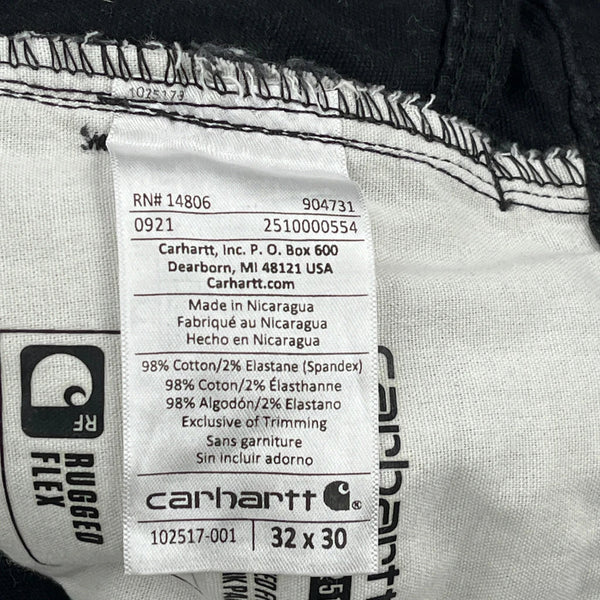 1025173
RN# 14806 904731
0921 2510000554
Carhartt, Inc. P. O. Box 600
Dearborn, MI 48121 USA
Carhartt.com
Made in Nicaragua
Fabriqué au Nicaragua
Hecho en Nicaragua
98% Cotton/2% Elastane (Spandex)
98% Coton/2% Élasthanne
98% Algodón/2% Elastano
Exclusive of Trimming
Sans garniture
Sin incluir adorno
carhartt ®
102517-001 32 x 30
RF
RUGGED
FLEX
carhartt